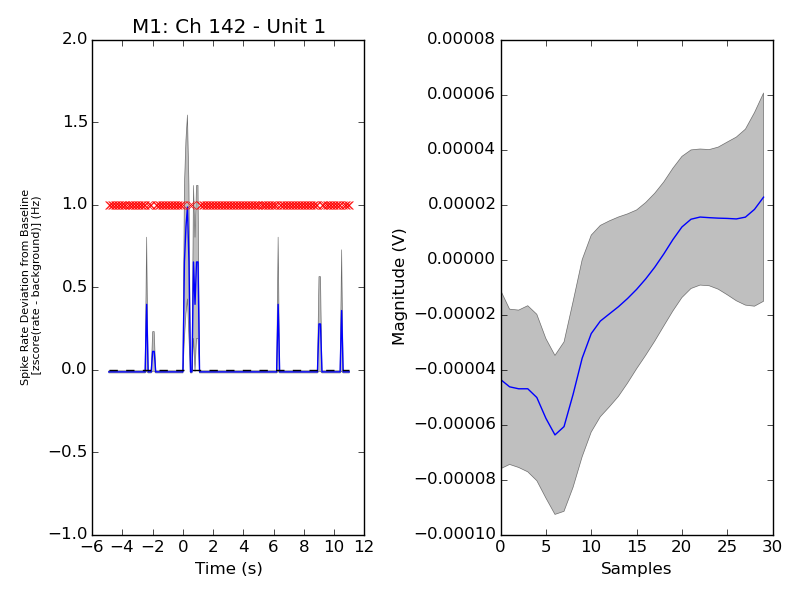 M1: Ch 142 - Unit 1
2.0
1.5
1.0
0.5
0.0
−0.5
−1.0
−6 −4 −2 0 2 4 6 8 10 12
Time (s)
Spike Rate Deviation from Baseline
[zscore(rate - background)] (Hz)
0.00008
0.00006
0.00004
0.00002
0.00000
−0.00002
−0.00004
−0.00006
−0.00008
−0.00010
0 5 10 15 20 25 30
Samples
Magnitude (V)